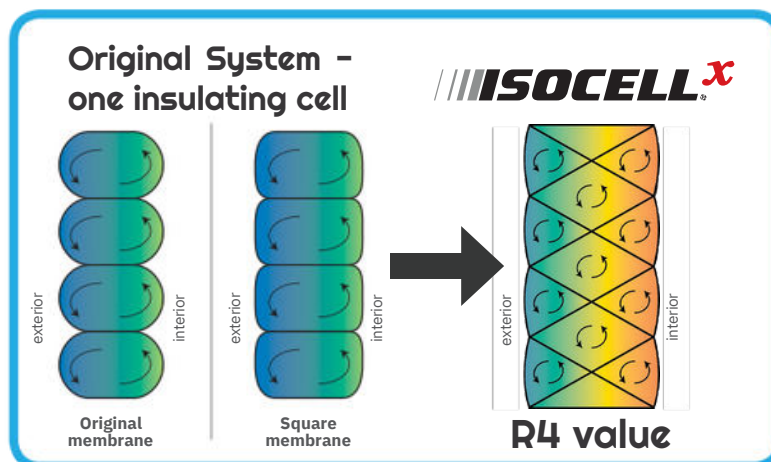 Original System -
one insulating cell
ISOCELL® x
exterior
interior
Original
membrane
exterior
interior
Square
membrane
exterior
interior
R4 value